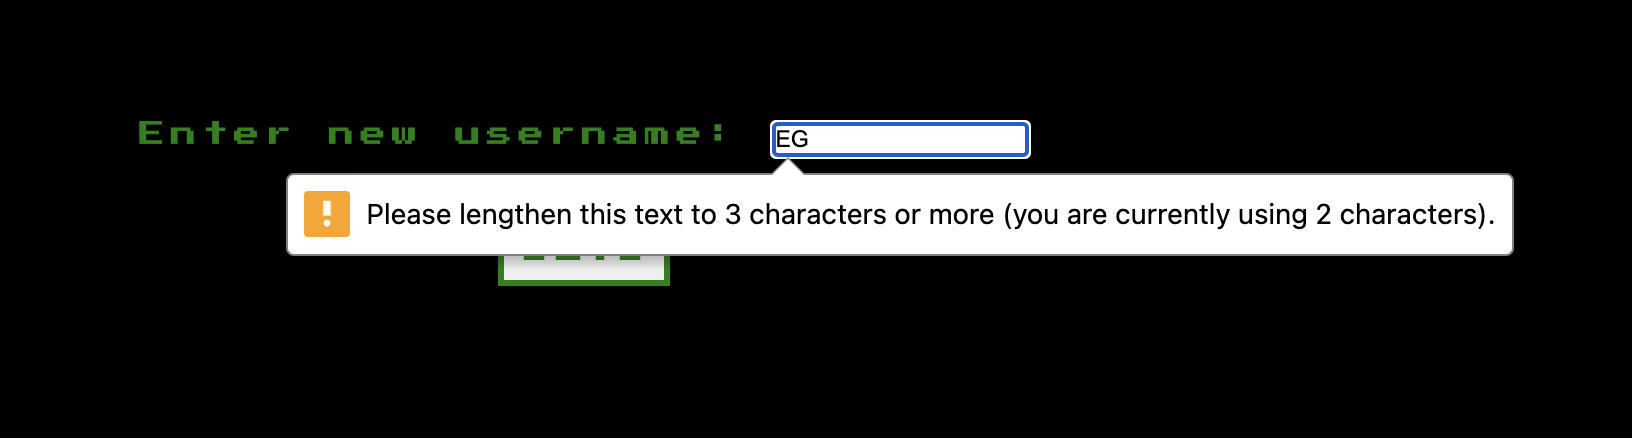 Enter new username: EG
Please lengthen this text to 3 characters or more (you are currently using 2 characters).